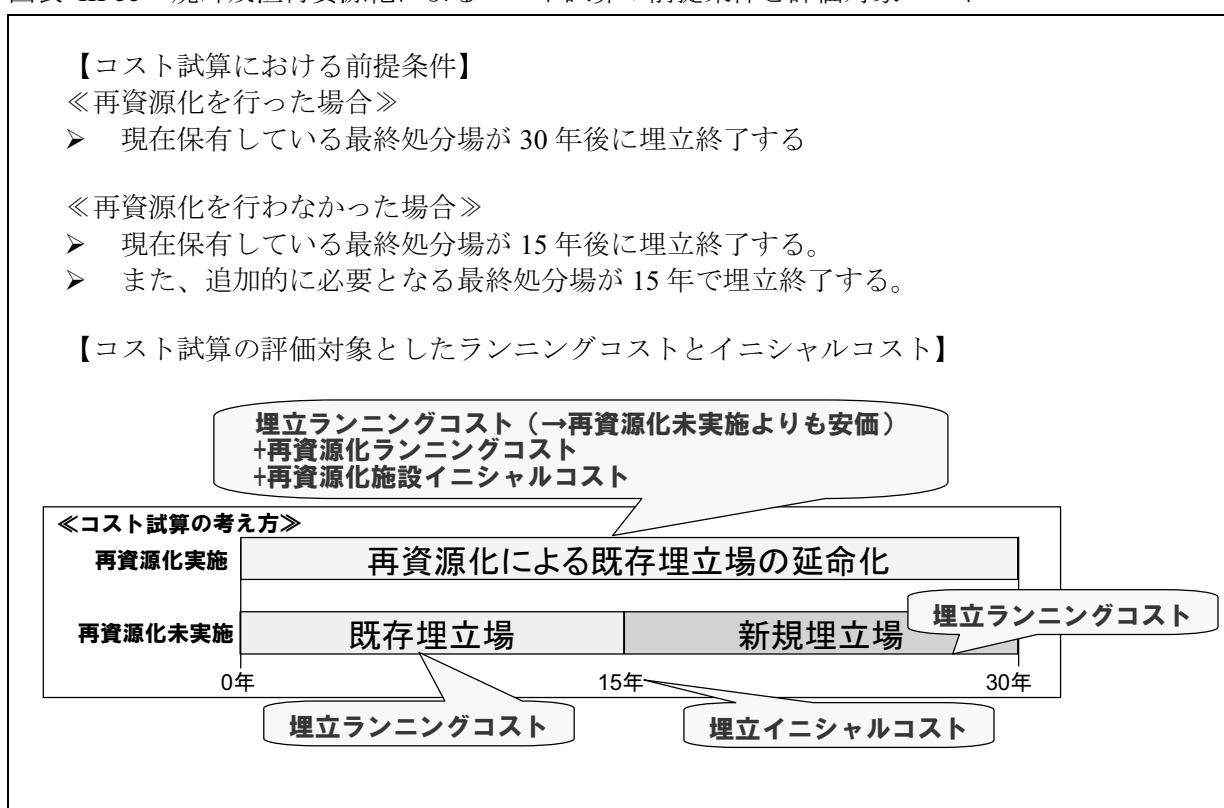 【コスト試算における前提条件】
≪再資源化を行った場合≫
➢ 現在保有している最終処分場が 30 年後に埋立終了する
≪再資源化を行わなかった場合≫
➢ 現在保有している最終処分場が 15 年後に埋立終了する。
➢ また、追加的に必要となる最終処分場が 15 年で埋立終了する。
【コスト試算の評価対象としたランニングコストとイニシャルコスト】
埋立ランニングコスト（→再資源化未実施よりも安価）
+再資源化ランニングコスト
+再資源化施設イニシャルコスト
≪コスト試算の考え方≫
再資源化実施
再資源化による既存埋立場の延命化
再資源化未実施
既存埋立場
新規埋立場
埋立ランニングコスト
0年
15年
30年
埋立ランニングコスト
埋立イニシャルコスト